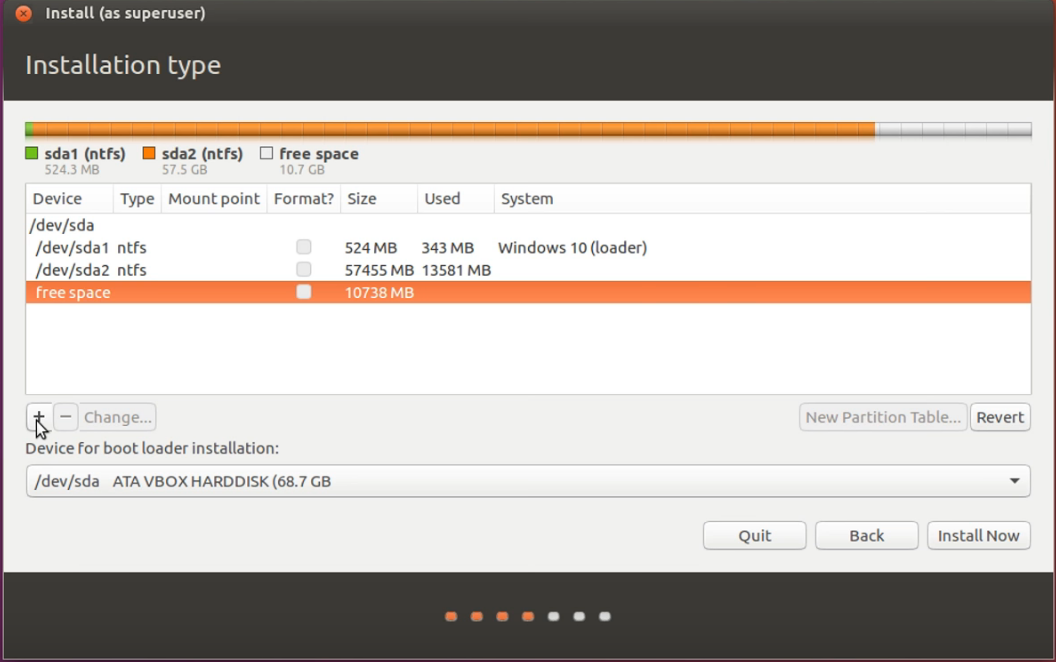 Install (as superuser)
Installation type
sda1 (ntfs) sda2 (ntfs) free space
524.3 MB 57.5 GB 10.7 GB
Device Type Mount point Format? Size Used System
/dev/sda
/dev/sda1 ntfs 524 MB 343 MB Windows 10 (loader)
/dev/sda2 ntfs 57455 MB 13581 MB
free space 10738 MB
+ − Change... New Partition Table... Revert
Device for boot loader installation:
/dev/sda ATA VBOX HARDDISK (68.7 GB
Quit Back Install Now